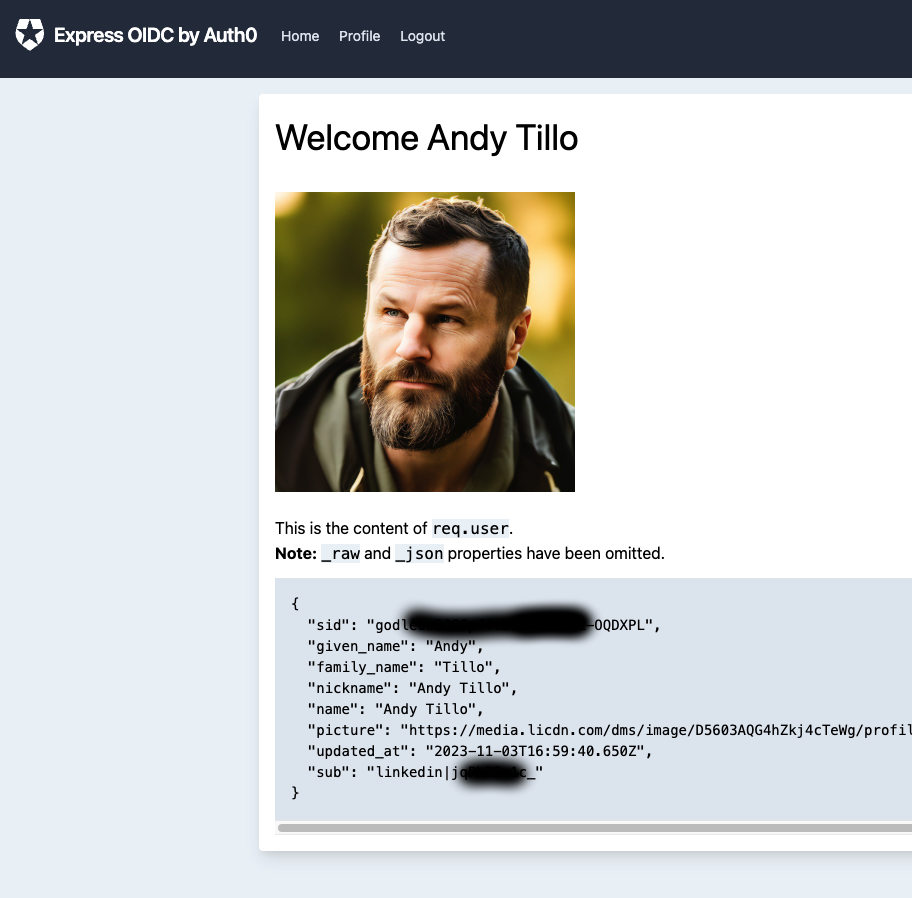 Express OIDC by Auth0 Home Profile Logout
Welcome Andy Tillo
This is the content of req.user.
Note: _raw and _json properties have been omitted.
{
"sid": "godl -OQDXPL",
"given_name": "Andy",
"family_name": "Tillo",
"nickname": "Andy Tillo",
"name": "Andy Tillo",
"picture": "https://media.licdn.com/dms/image/D5603AQG4hZkj4cTeWg/profil
"updated_at": "2023-11-03T16:59:40.650Z",
"sub": "linkedin|jq c_"
}